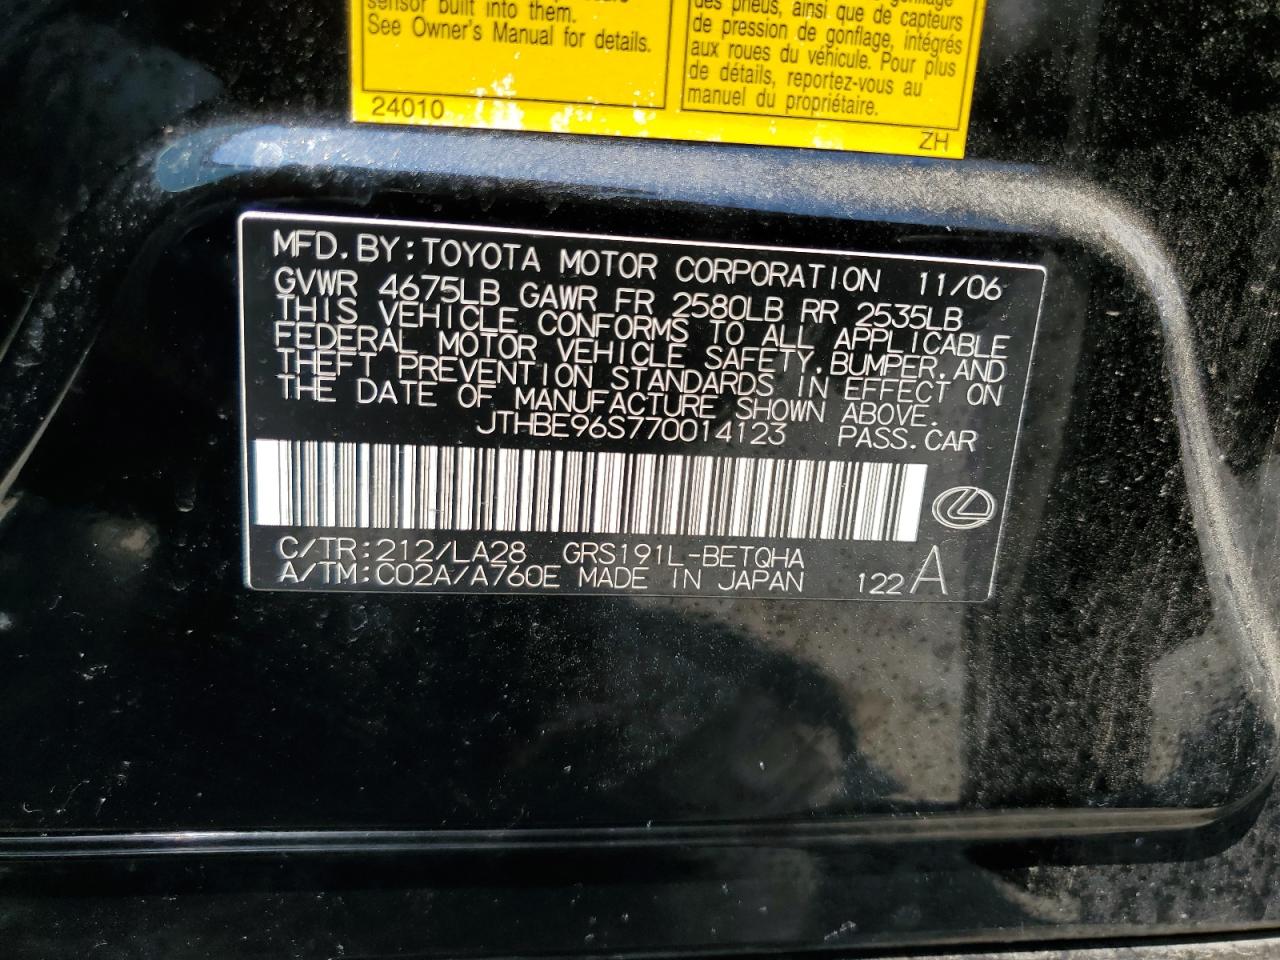 sensor built into them.
See Owner's Manual for details.
24010
des pneus, ainsi que de capteurs
de pression de gonflage, intégrés
aux roues du véhicule. Pour plus
de détails, reportez-vous au
manuel du propriétaire.
ZH
MFD.BY:TOYOTA MOTOR CORPORATION 11/06
GVWR 4675LB GAWR FR 2580LB RR 2535LB
THIS VEHICLE CONFORMS TO ALL APPLICABLE
FEDERAL MOTOR VEHICLE SAFETY,BUMPER,AND
THEFT PREVENTION STANDARDS IN EFFECT ON
THE DATE OF MANUFACTURE SHOWN ABOVE.
JTHBE96S770014123 PASS.CAR
C/TR:212/LA28 GRS191L-BETQHA
A/TM:C02A/A760E MADE IN JAPAN 122 A